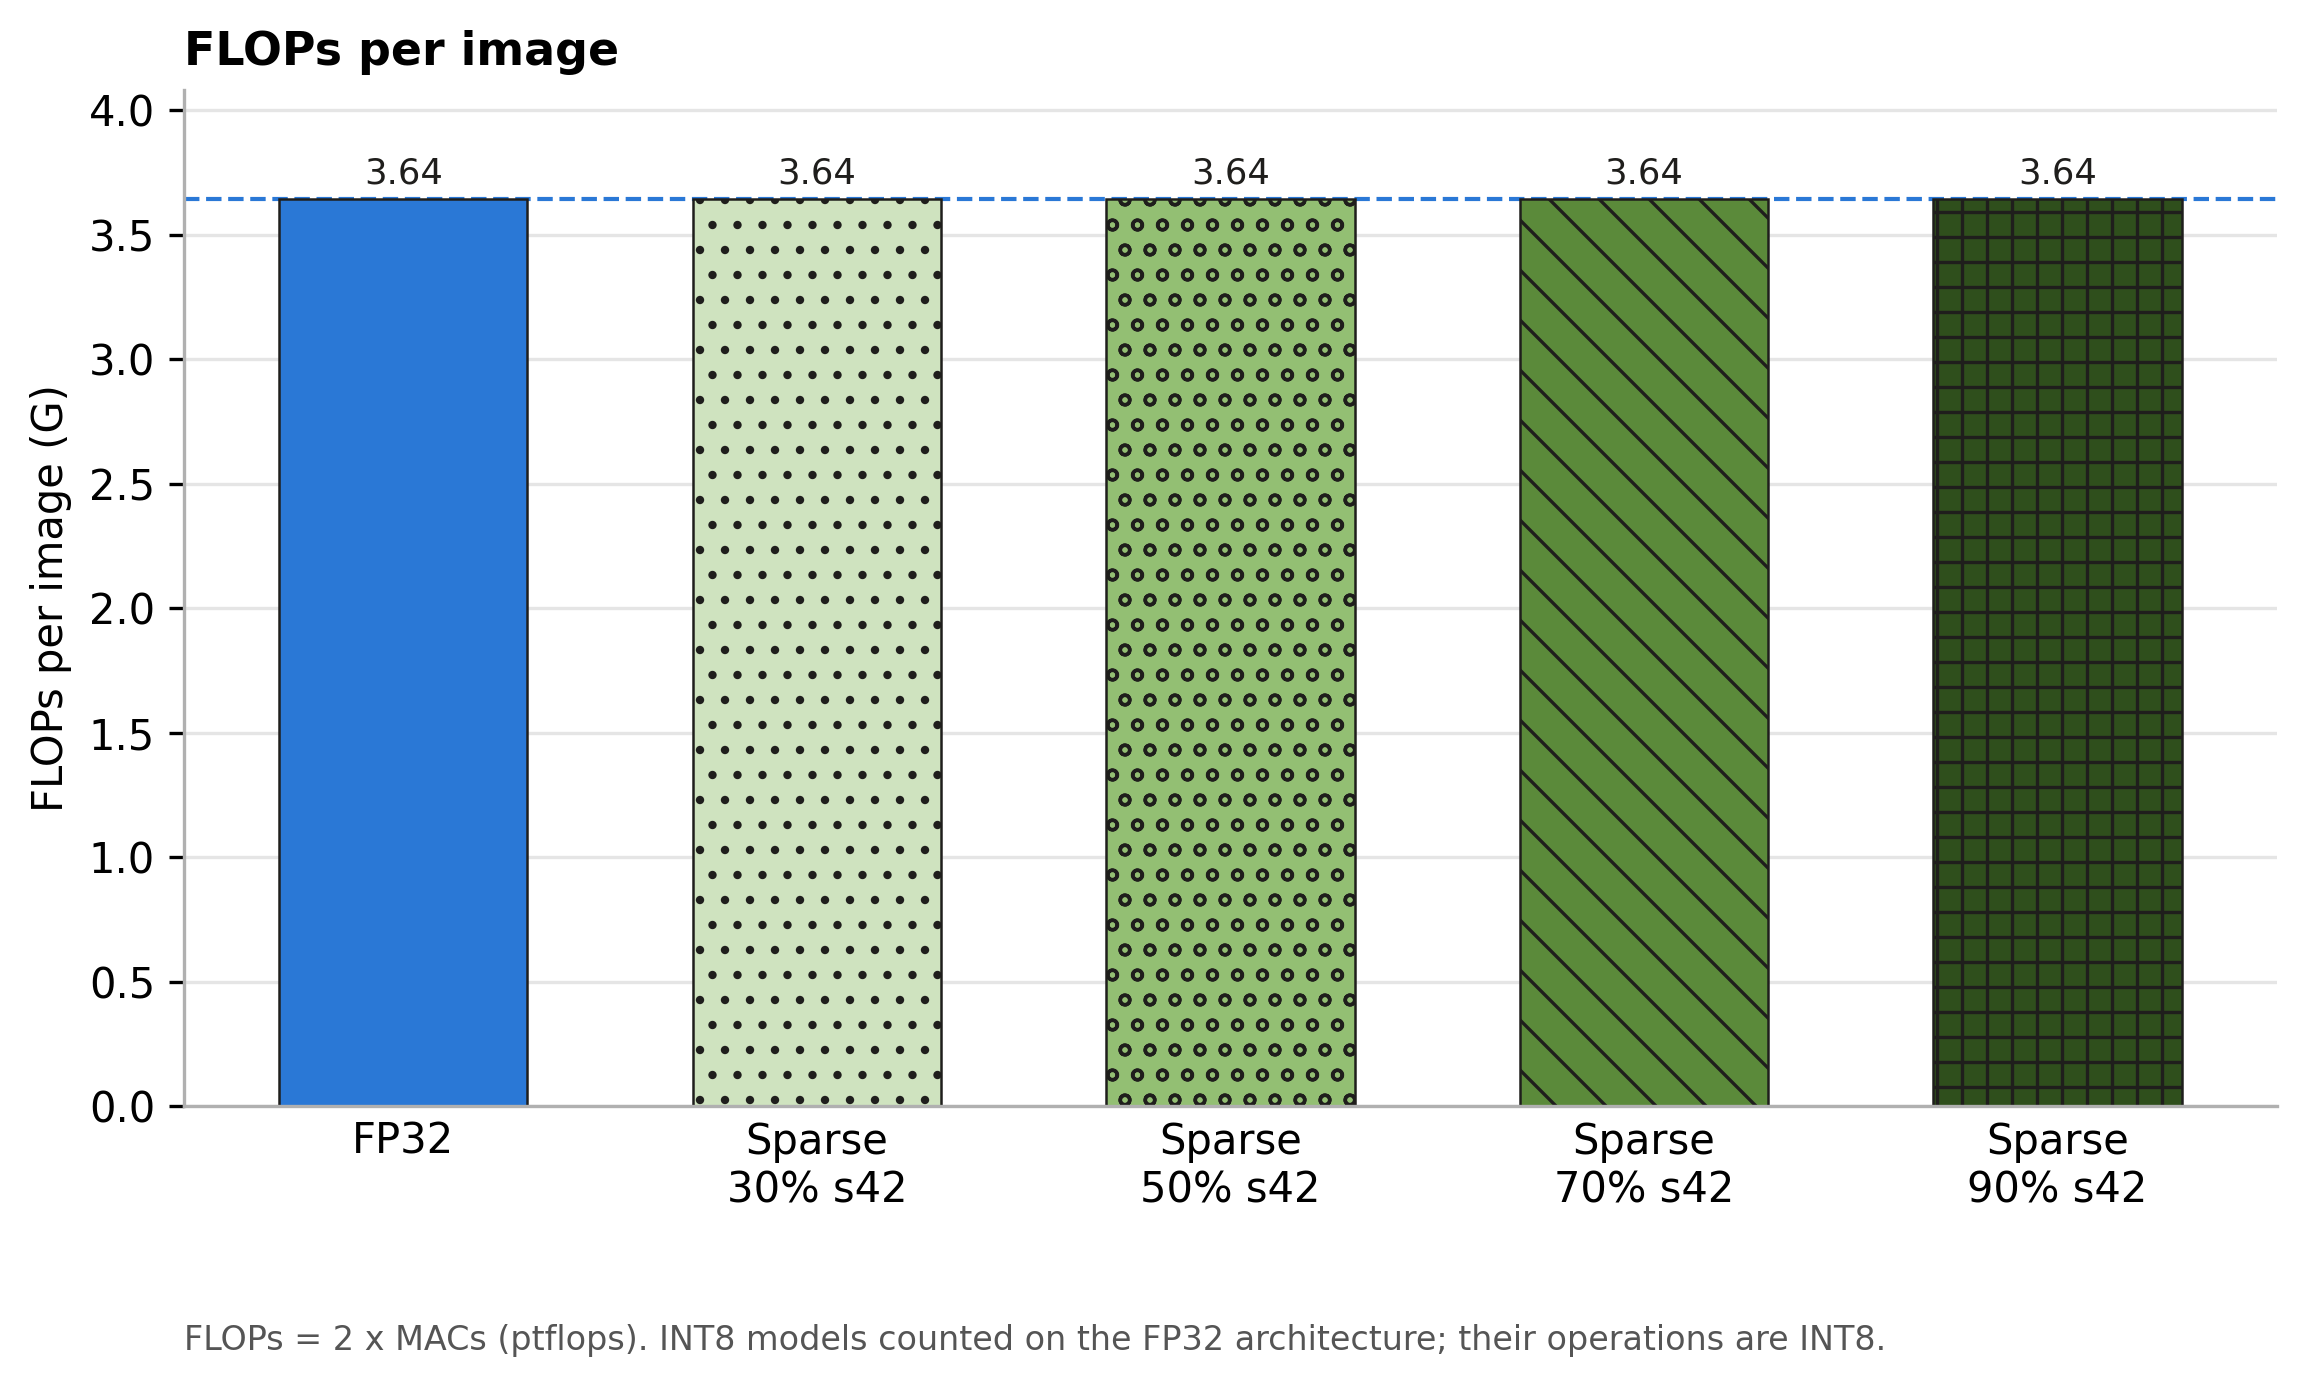 FLOPs per image
FLOPs per image (G)
4.0
3.5
3.0
2.5
2.0
1.5
1.0
0.5
0.0
3.64
3.64
3.64
3.64
3.64
FP32
Sparse
30% s42
Sparse
50% s42
Sparse
70% s42
Sparse
90% s42
FLOPs = 2 x MACs (ptflops). INT8 models counted on the FP32 architecture; their operations are INT8.